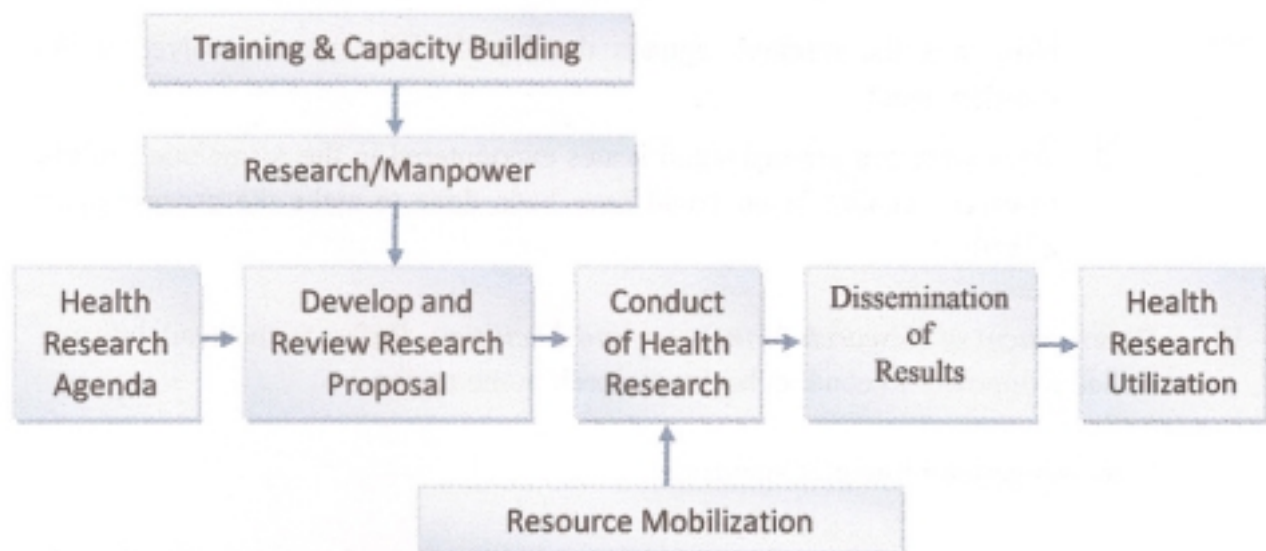 Training & Capacity Building
Research/Manpower
Health
Research
Agenda
Develop and
Review Research
Proposal
Conduct
of Health
Research
Dissemination
of
Results
Health
Research
Utilization
Resource Mobilization